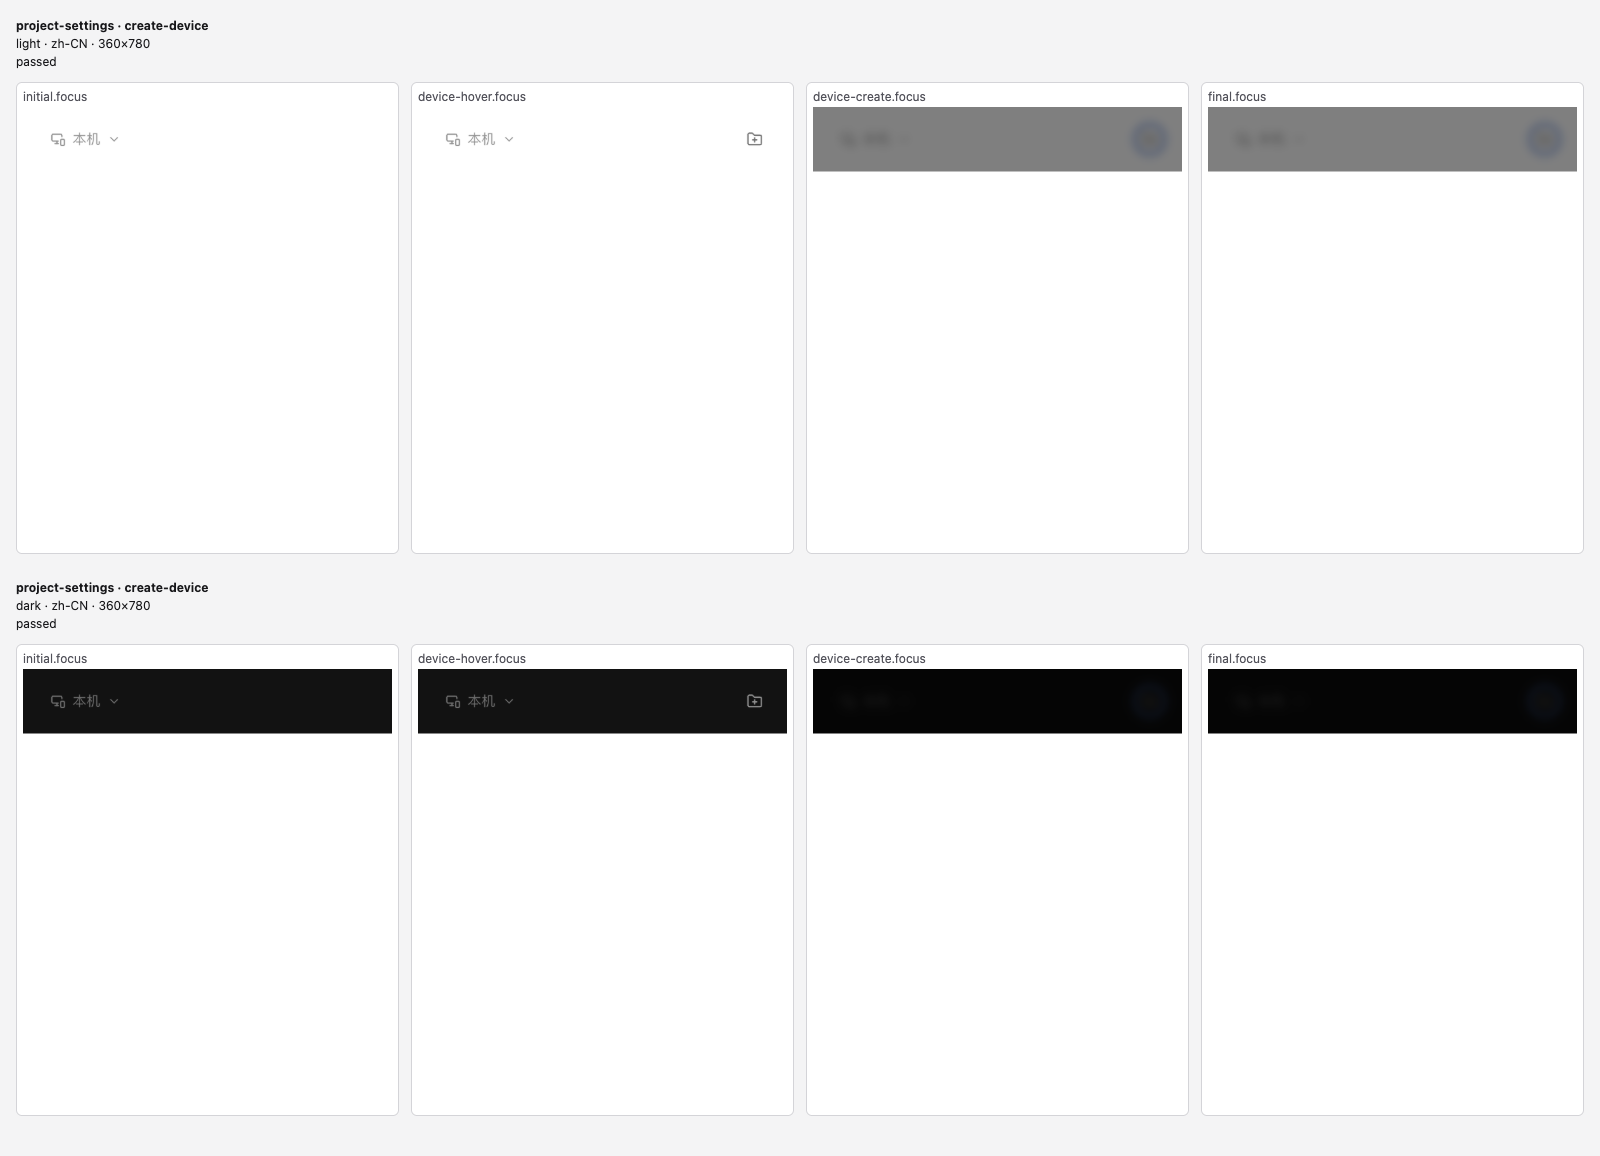 project-settings · create-device
light · zh-CN · 360×780
passed
initial.focus
device-hover.focus
device-create.focus
final.focus
本机
本机
project-settings · create-device
dark · zh-CN · 360×780
passed
initial.focus
device-hover.focus
device-create.focus
final.focus
本机
本机